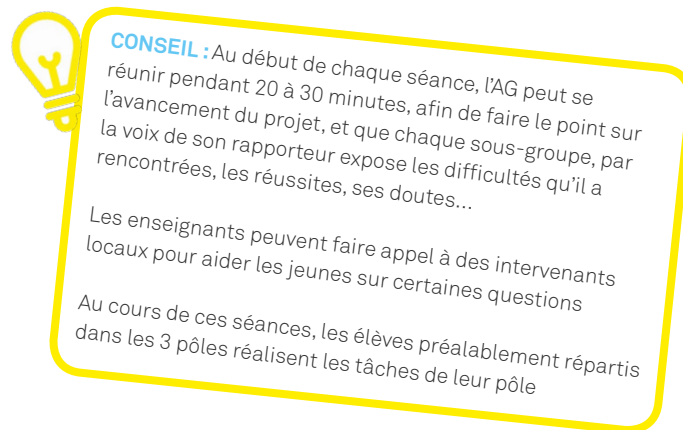 CONSEIL : Au début de chaque séance, l'AG peut se
réunir pendant 20 à 30 minutes, afin de faire le point sur
l'avancement du projet, et que chaque sous-groupe, par
la voix de son rapporteur expose les difficultés qu'il a
rencontrées, les réussites, ses doutes...
Les enseignants peuvent faire appel à des intervenants
locaux pour aider les jeunes sur certaines questions
Au cours de ces séances, les élèves préalablement répartis
dans les 3 pôles réalisent les tâches de leur pôle